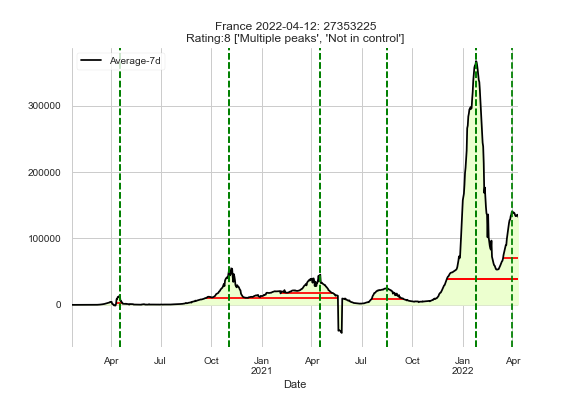 France 2022-04-12: 27353225
Rating:8 ['Multiple peaks', 'Not in control']
Average-7d
300000
200000
100000
0
Apr Jul Oct Jan Apr Jul Oct Jan Apr
2021 2022
Date